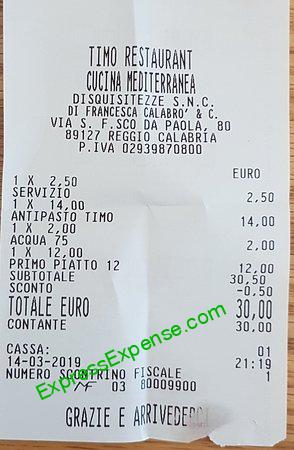 TIMO RESTAURANT
CUCINA MEDITERRANEA
DISQUISITEZZE S.N.C.
DI FRANCESCA CALABRO' & C.
VIA S. F.SCO DA PAOLA, 80
89127 REGGIO CALABRIA
P.IVA 02939870800
EURO
1 X 2,50
SERVIZIO 2,50
1 X 14,00
ANTIPASTO TIMO 14,00
1 X 2,00
ACQUA 75 2,00
1 X 12,00
PRIMO PIATTO 12 12,00
SUBTOTALE 30,50
SCONTO -0,50
TOTALE EURO 30,00
CONTANTE 30,00
CASSA: 01
14-03-2019 21:19
NUMERO SCONTRINO FISCALE 1
MF 03 80009900
GRAZIE E ARRIVEDERCI
ExpressExpense.com